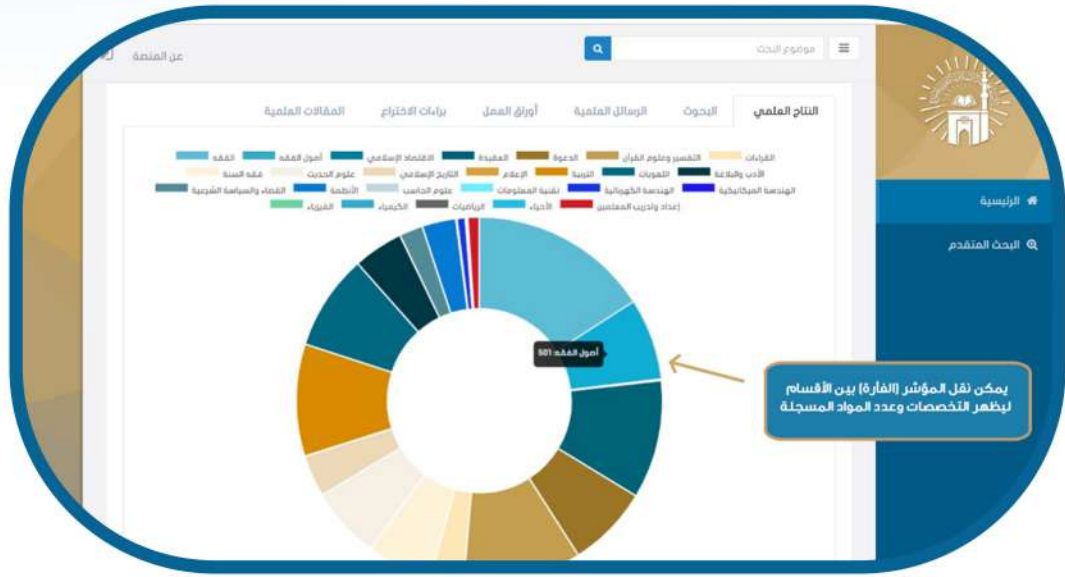 عن المنصة
موضوع البحث
النتاج العلمي البحوث الرسائل العلمية أوراق العمل براءات الاختراع المقالات العلمية
القراءات التفسير وعلوم القرآن الدعوة العقيدة الاقتصاد الإسلامي أصول الفقه الفقه
الأدب والبلاغة اللغويات التربية الإعلام التاريخ الإسلامي علوم الحديث فقه السنة
الهندسة الميكانيكية الهندسة الكهربائية تقنية المعلومات علوم الحاسب الأنظمة القضاء والسياسة الشرعية
إعداد وتدريب المعلمين الأحياء الرياضيات الكيمياء الفيزياء
الرئيسية
البحث المتقدم
أصول الفقه: 501
يمكن نقل المؤشر (الفأرة) بين الأقسام
ليظهر التخصصات وعدد المواد المسجلة